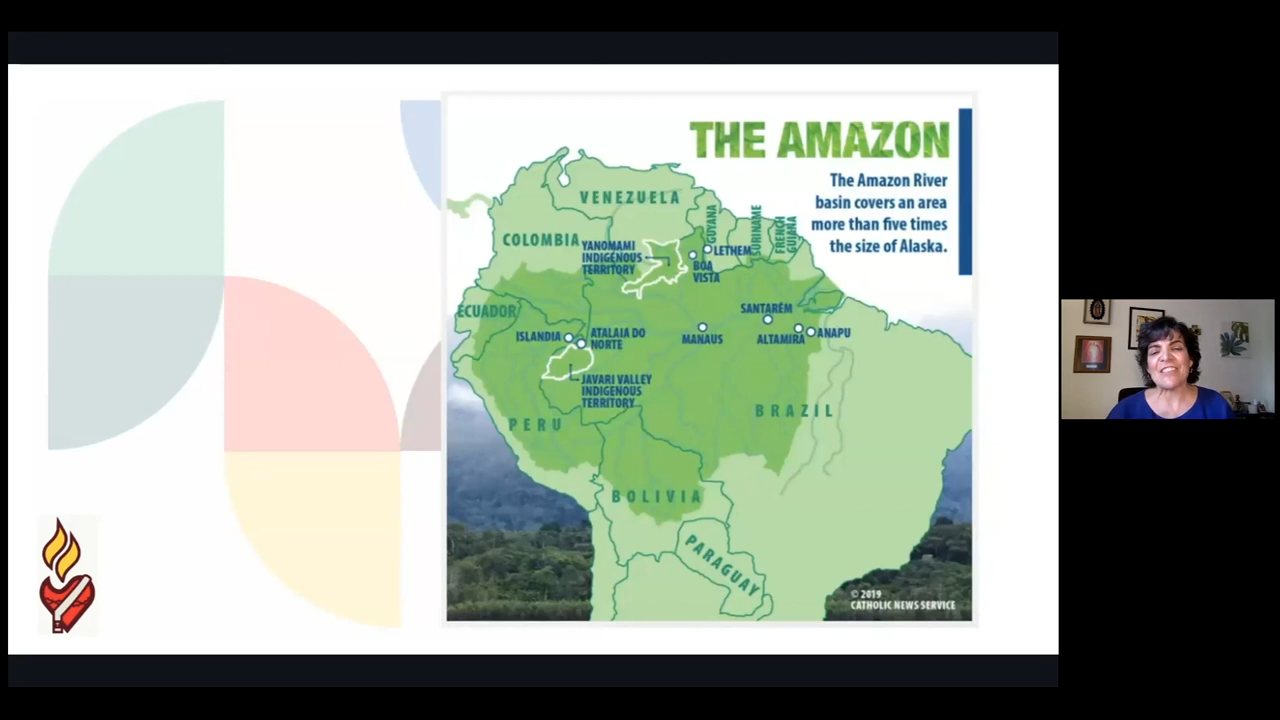 THE AMAZON
The Amazon River
basin covers an area
more than five times
the size of Alaska.
VENEZUELA
GUYANA
SURINAME
FRENCH
GUIANA
COLOMBIA
YANOMAMI
INDIGENOUS
TERRITORY
LETHEM
BOA
VISTA
ECUADOR
SANTARÉM
ISLANDIA
ATALAIA DO
NORTE
MANAUS
ALTAMIRA
ANAPU
JAVARI VALLEY
INDIGENOUS
TERRITORY
PERU
BRAZIL
BOLIVIA
PARAGUAY
© 2019
CATHOLIC NEWS SERVICE